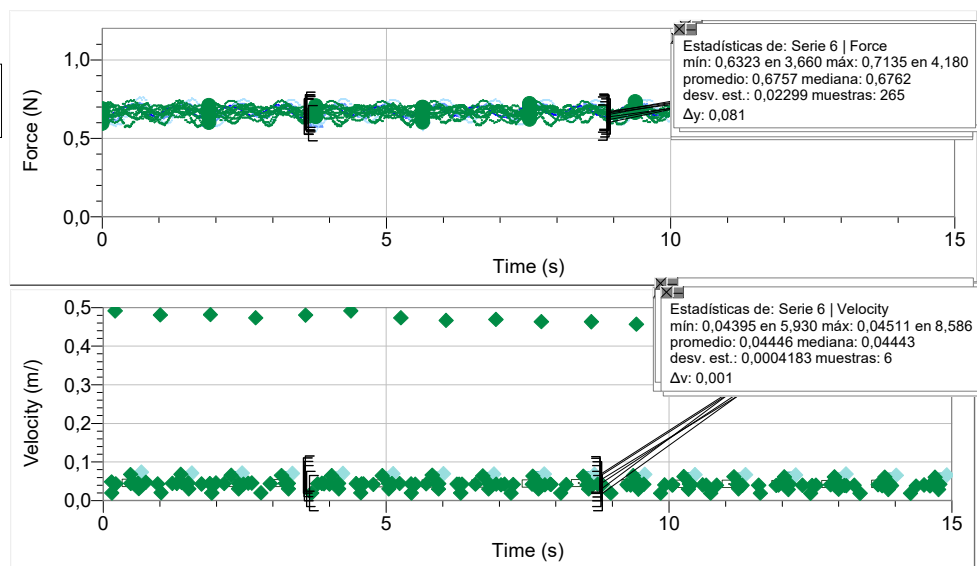 Force (N)
1,0
0,5
0,0
0
5
10
15
Time (s)
Estadísticas de: Serie 6 | Force
mín: 0,6323 en 3,660 máx: 0,7135 en 4,180
promedio: 0,6757 mediana: 0,6762
desv. est.: 0,02299 muestras: 265
Δy: 0,081
Velocity (m/)
0,5
0,4
0,3
0,2
0,1
0,0
0
5
10
15
Time (s)
Estadísticas de: Serie 6 | Velocity
mín: 0,04395 en 5,930 máx: 0,04511 en 8,586
promedio: 0,04446 mediana: 0,04443
desv. est.: 0,0004183 muestras: 6
Δv: 0,001